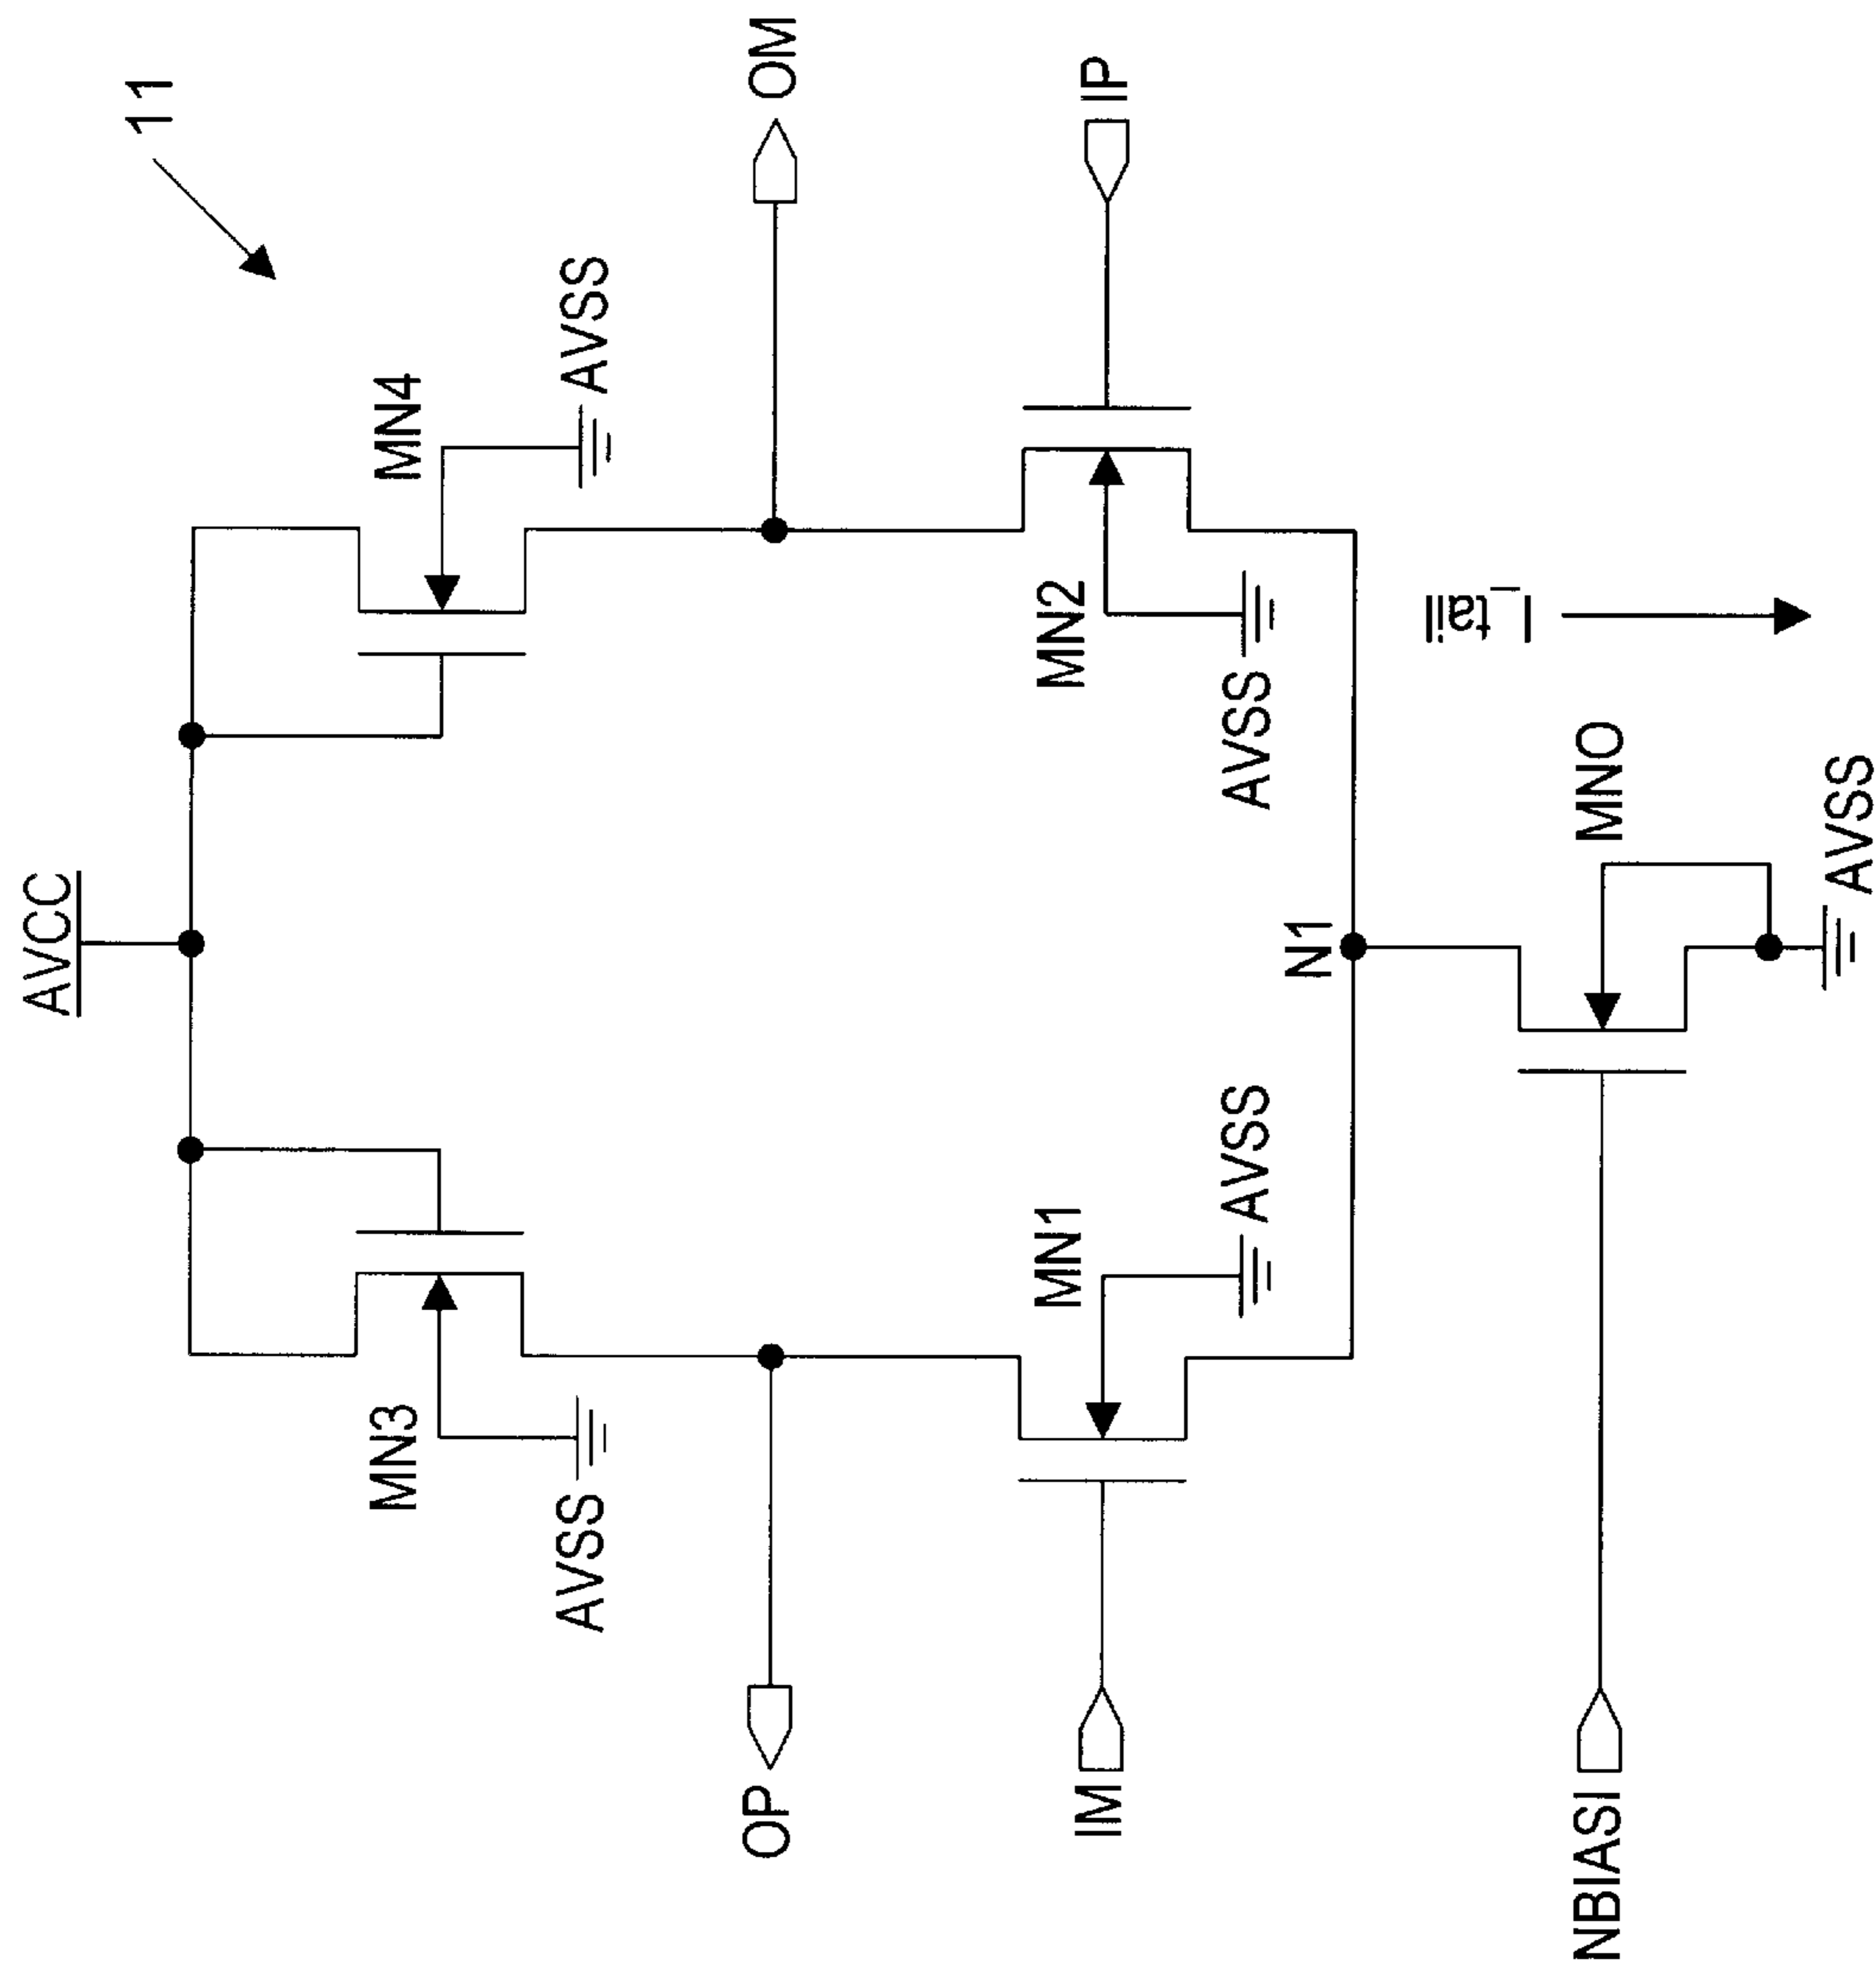 11
AVCC
MN3
AVSS
MN4
AVSS
OP
OM
IM
MN1
AVSS
MN2
AVSS
IP
N1
I_tail
NBIASI
MNO
AVSS